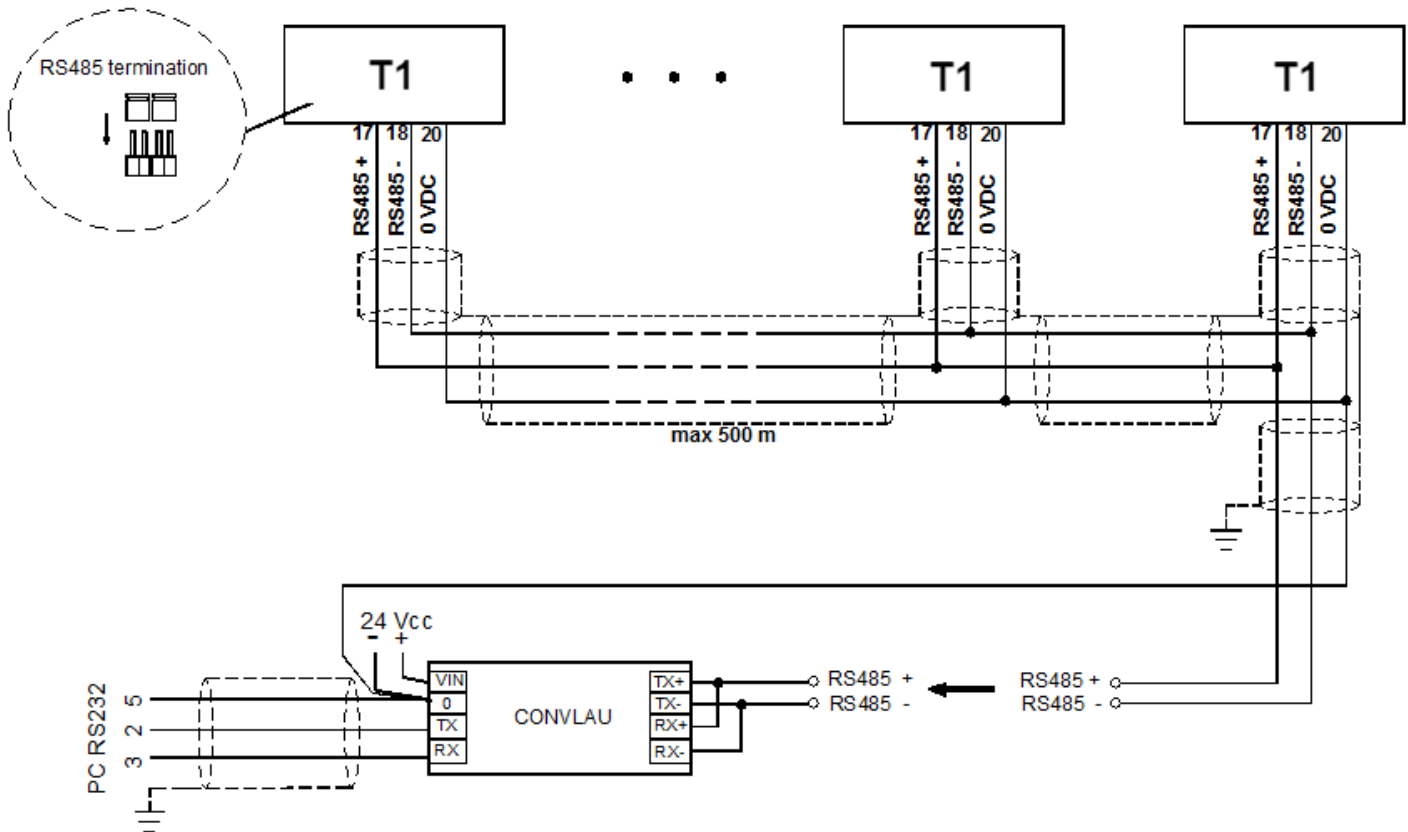 RS485 termination
T1
T1
T1
17 18 20
17 18 20
17 18 20
RS485 +
RS485 -
0 VDC
RS485 +
RS485 -
0 VDC
RS485 +
RS485 -
0 VDC
max 500 m
24 Vcc
- +
PC RS232
5
2
3
VIN
0
TX
RX
CONVLAU
TX+
TX-
RX+
RX-
RS485 +
RS485 -
RS485 +
RS485 -